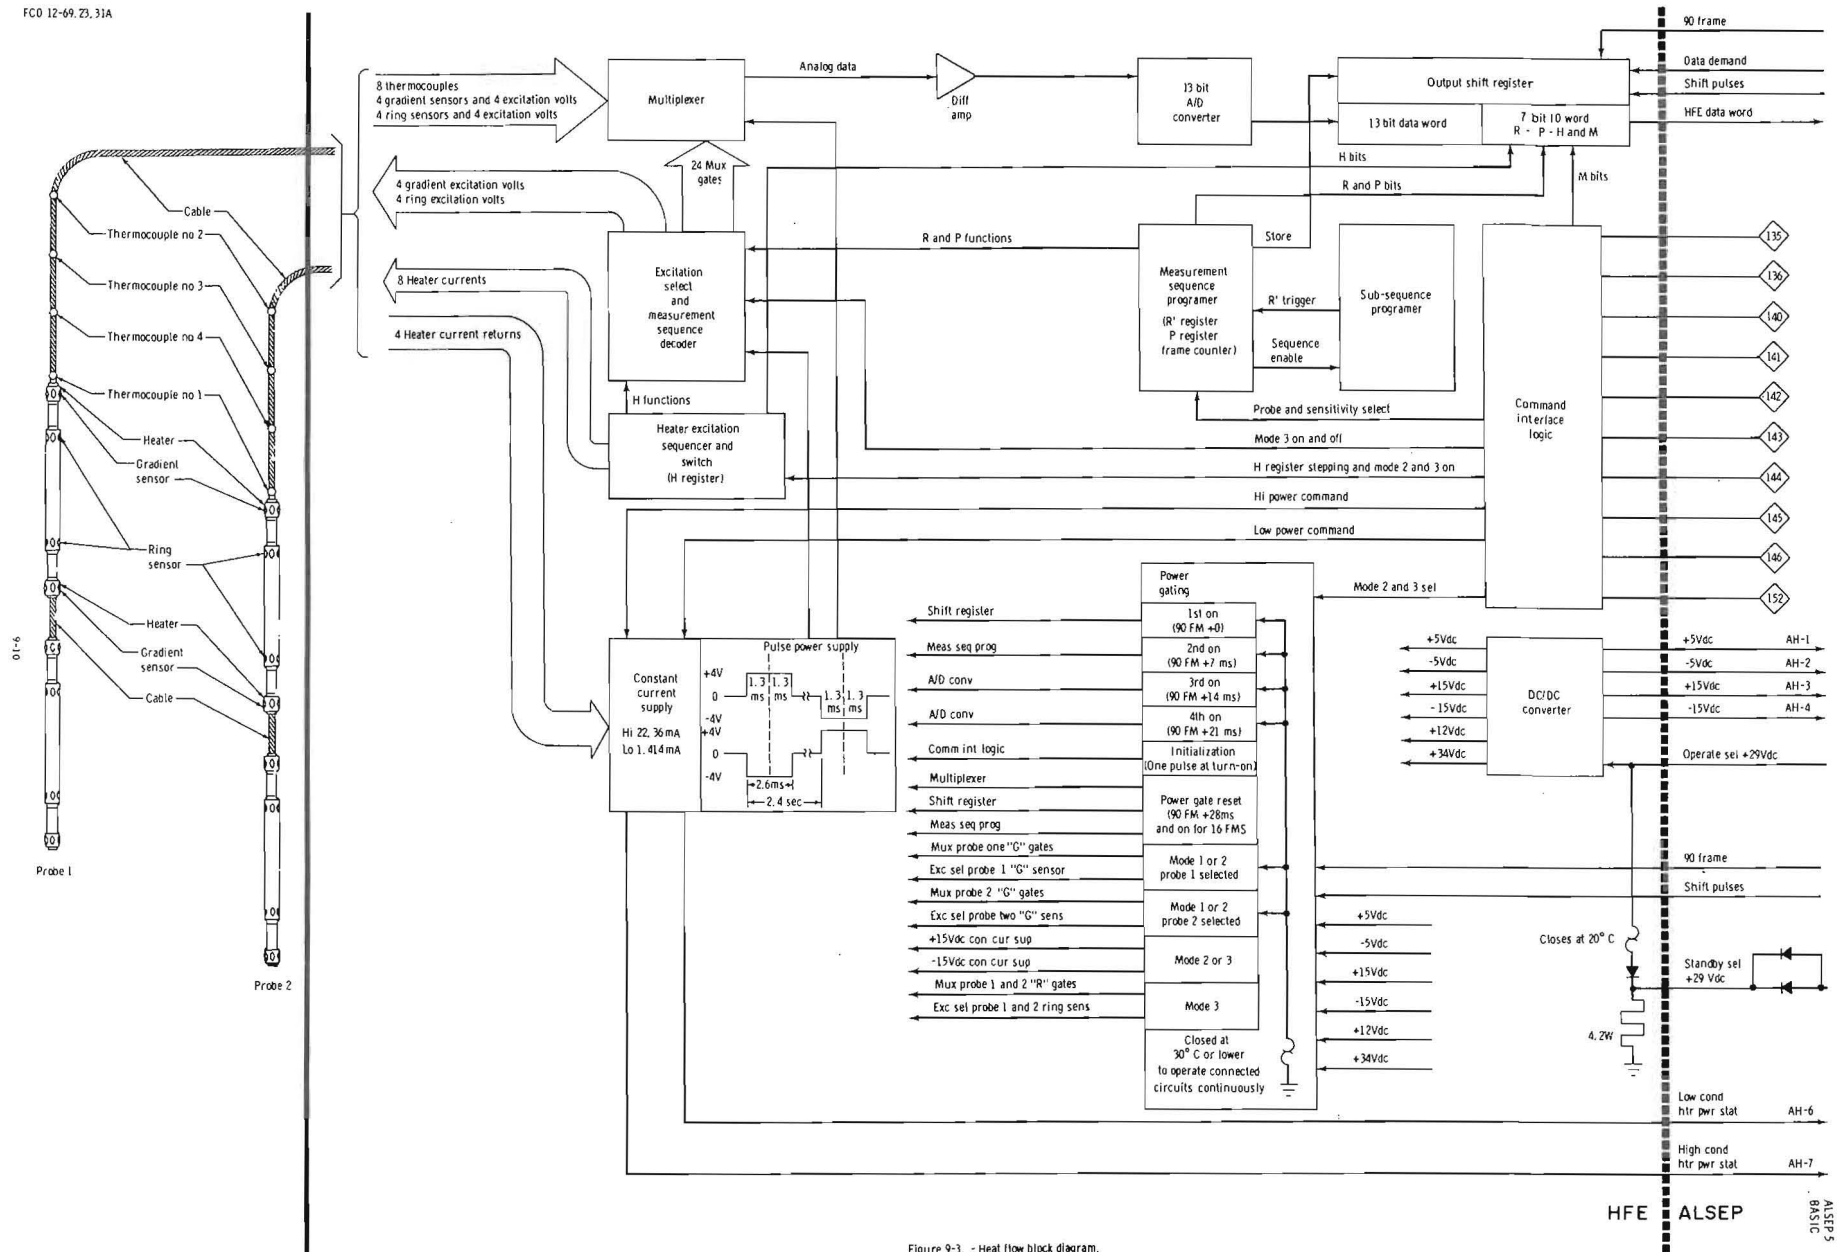 FCO 12-69.23.31A
90 frame
Data demand
Shift pulses
HFE data word
8 thermocouples
4 gradient sensors and 4 excitation volts
4 ring sensors and 4 excitation volts
Multiplexer
Analog data
Diff
amp
13 bit
A/D
converter
Output shift register
13 bit data word
7 bit ID word
R - P - H and M
24 Mux
gates
H bits
R and P bits
M bits
4 gradient excitation volts
4 ring excitation volts
Cable
Thermocouple no 2
Thermocouple no 3
Thermocouple no 4
Thermocouple no 1
Heater
Gradient
sensor
Ring
sensor
Heater
Gradient
sensor
Cable
Probe 1
Probe 2
9-10
8 Heater currents
4 Heater current returns
Excitation
select
and
measurement
sequence
decoder
R and P functions
Store
Measurement
sequence
programer
(R' register
P register
frame counter)
R' trigger
Sequence
enable
Sub-sequence
programer
H functions
Heater excitation
sequencer and
switch
(H register)
Probe and sensitivity select
Mode 3 on and off
H register stepping and mode 2 and 3 on
Hi power command
Low power command
Mode 2 and 3 sel
Command
interface
logic
135
136
140
141
142
143
144
145
146
152
Constant
current
supply
Hi 22.36mA
Lo 1.414mA
Pulse power supply
+4V
0
-4V
+4V
0
-4V
1.3
ms
1.3
ms
1.3
ms
1.3
ms
2.6ms
2.4 sec
Power
gating
1st on
(90 FM +0)
2nd on
(90 FM +7 ms)
3rd on
(90 FM +14 ms)
4th on
(90 FM +21 ms)
Initialization
(One pulse at turn-on)
Power gate reset
(90 FM +28ms
and on for 16 FMS
Mode 1 or 2
probe 1 selected
Mode 1 or 2
probe 2 selected
Mode 2 or 3
Mode 3
Closed at
30° C or lower
to operate connected
circuits continuously
Shift register
Meas seq prog
A/D conv
A/D conv
Comm int logic
Multiplexer
Shift register
Meas seq prog
Mux probe one "G" gates
Exc sel probe 1 "G" sensor
Mux probe 2 "G" gates
Exc sel probe two "G" sens
+15Vdc con cur sup
-15Vdc con cur sup
Mux probe 1 and 2 "R" gates
Exc sel probe 1 and 2 ring sens
+5Vdc
-5Vdc
+15Vdc
-15Vdc
+12Vdc
+34Vdc
DC/DC
converter
+5Vdc AH-1
-5Vdc AH-2
+15Vdc AH-3
-15Vdc AH-4
Operate sel +29Vdc
90 frame
Shift pulses
+5Vdc
-5Vdc
+15Vdc
-15Vdc
+12Vdc
+34Vdc
Closes at 20° C
Standby sel
+29 Vdc
4.2W
Low cond
htr pwr stat AH-6
High cond
htr pwr stat AH-7
HFE ALSEP
ALSEP 5
BASIC
Figure 9-3. - Heat flow block diagram.